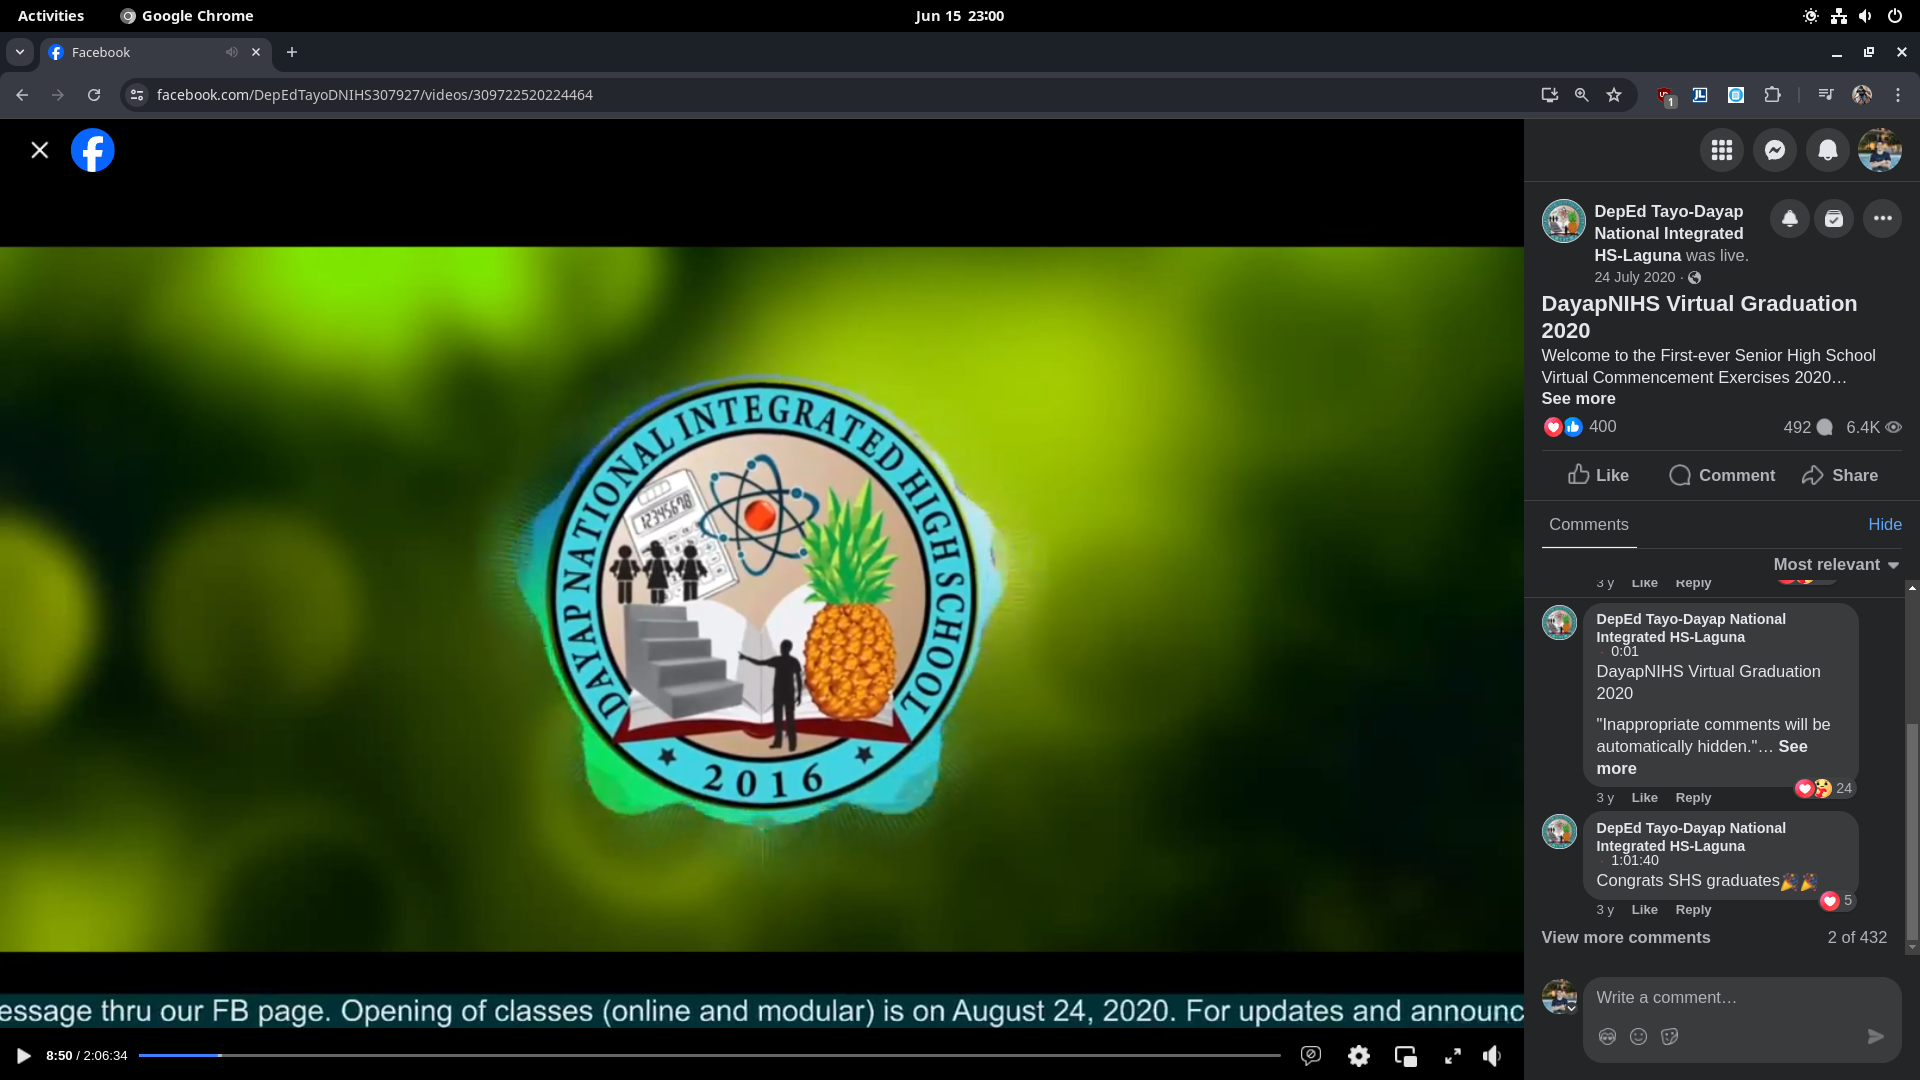 Activities
Google Chrome
Jun 15 23:00
Facebook
facebook.com/DepEdTayoDNIHS307927/videos/309722520224464
1
DAYAP NATIONAL INTEGRATED HIGH SCHOOL
12345678
2016
essage thru our FB page. Opening of classes (online and modular) is on August 24, 2020. For updates and announc
8:50 / 2:06:34
DepEd Tayo-Dayap
National Integrated
HS-Laguna was live.
24 July 2020 ·
DayapNIHS Virtual Graduation
2020
Welcome to the First-ever Senior High School
Virtual Commencement Exercises 2020…
See more
400
492
6.4K
Like
Comment
Share
Comments
Hide
Most relevant
3 y Like Reply
DepEd Tayo-Dayap National
Integrated HS-Laguna
· 0:01
DayapNIHS Virtual Graduation
2020
"Inappropriate comments will be
automatically hidden."… See
more
24
3 y Like Reply
DepEd Tayo-Dayap National
Integrated HS-Laguna
· 1:01:40
Congrats SHS graduates🎉🎉
5
3 y Like Reply
View more comments
2 of 432
Write a comment…